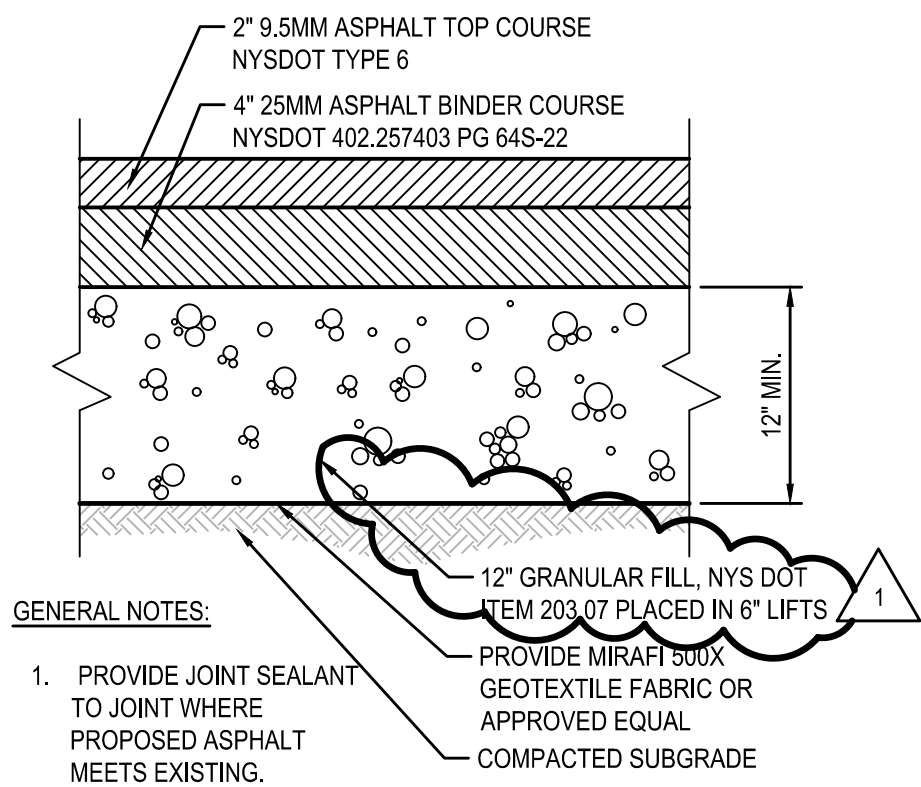 2" 9.5MM ASPHALT TOP COURSE
NYSDOT TYPE 6
4" 25MM ASPHALT BINDER COURSE
NYSDOT 402.257403 PG 64S-22
12" MIN.
12" GRANULAR FILL, NYS DOT
ITEM 203.07 PLACED IN 6" LIFTS
1
PROVIDE MIRAFI 500X
GEOTEXTILE FABRIC OR
APPROVED EQUAL
COMPACTED SUBGRADE
GENERAL NOTES:
1. PROVIDE JOINT SEALANT
TO JOINT WHERE
PROPOSED ASPHALT
MEETS EXISTING.